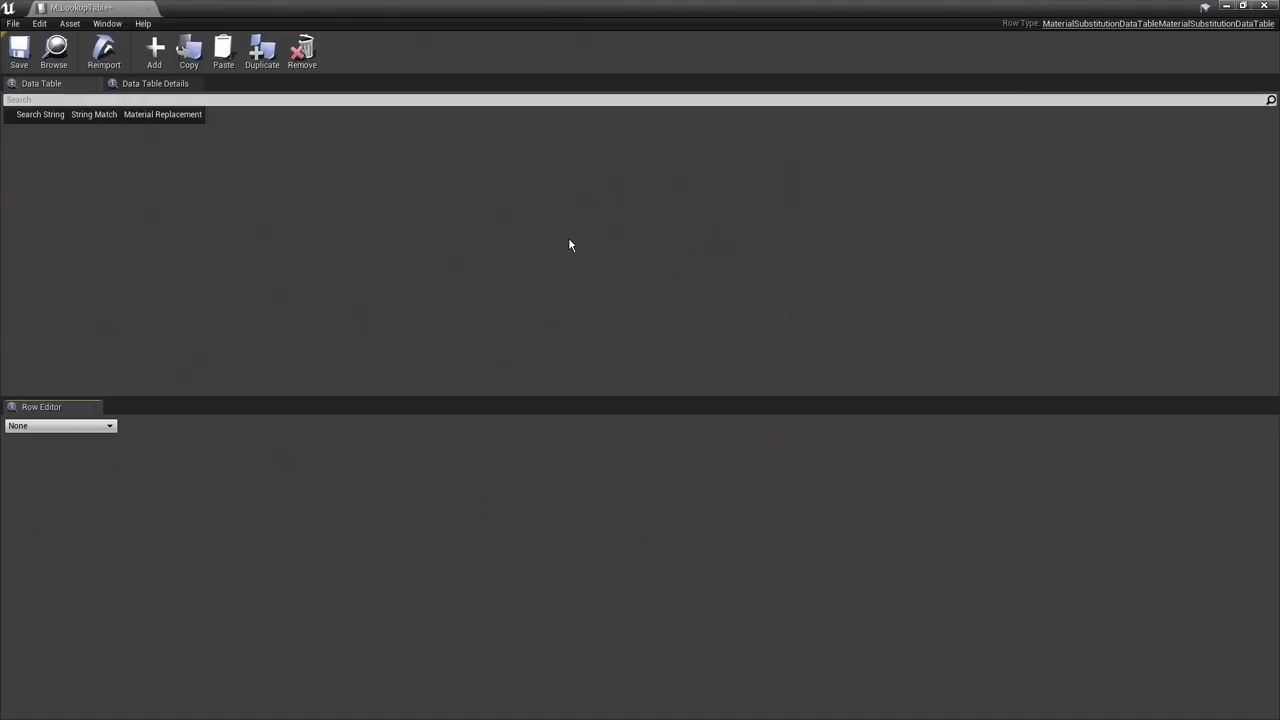 M_LookupTable*
File Edit Asset Window Help
Row Type: MaterialSubstitutionDataTableMaterialSubstitutionDataTable
Save Browse Reimport Add Copy Paste Duplicate Remove
Data Table Data Table Details
Search
Search String String Match Material Replacement
Row Editor
None